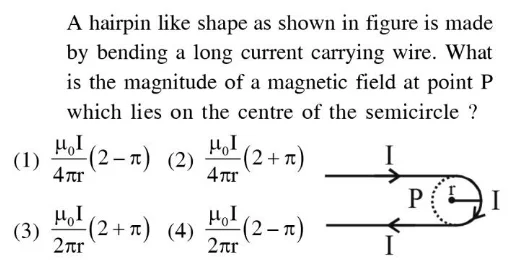 A hairpin like shape as shown in figure is made
by bending a long current carrying wire. What
is the magnitude of a magnetic field at point P
which lies on the centre of the semicircle ?
(1) μ₀I/4πr (2 – π) (2) μ₀I/4πr (2 + π)
(3) μ₀I/2πr (2 + π) (4) μ₀I/2πr (2 – π)
I
P r I
I